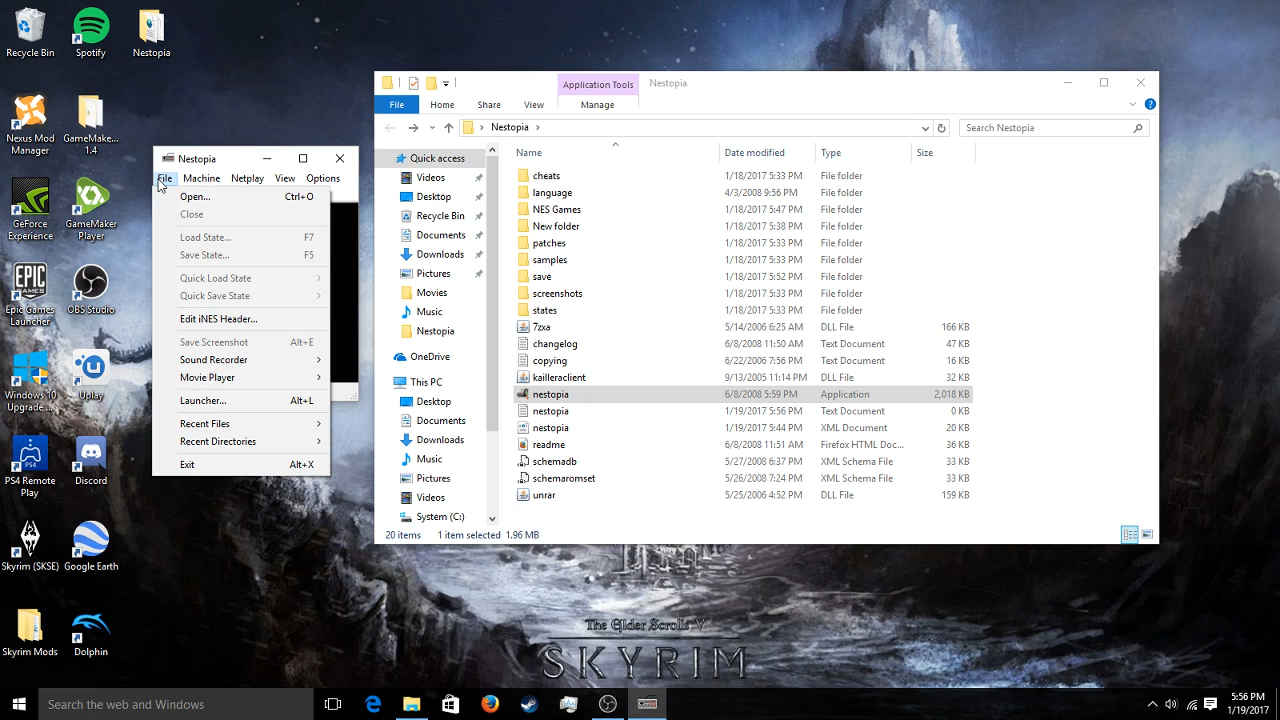 Recycle Bin
Spotify
Nestopia
Nexus Mod
Manager
GameMake...
1.4
GeForce
Experience
GameMaker
Player
Epic Games
Launcher
OBS Studio
Windows 10
Upgrade ...
Uplay
PS4 Remote
Play
Discord
Skyrim (SKSE)
Google Earth
Skyrim Mods
Dolphin
Nestopia
File Machine Netplay View Options
Open... Ctrl+O
Close
Load State... F7
Save State... F5
Quick Load State
Quick Save State
Edit iNES Header...
Save Screenshot Alt+E
Sound Recorder
Movie Player
Launcher... Alt+L
Recent Files
Recent Directories
Exit Alt+X
Application Tools Nestopia
File Home Share View Manage
Nestopia
Search Nestopia
Quick access
Videos
Desktop
Recycle Bin
Documents
Downloads
Pictures
Movies
Music
Nestopia
OneDrive
This PC
Desktop
Documents
Downloads
Music
Pictures
Videos
System (C:)
Name Date modified Type Size
cheats 1/18/2017 5:33 PM File folder
language 4/3/2008 9:56 PM File folder
NES Games 1/18/2017 5:47 PM File folder
New folder 1/18/2017 5:38 PM File folder
patches 1/18/2017 5:33 PM File folder
samples 1/18/2017 5:33 PM File folder
save 1/18/2017 5:52 PM File folder
screenshots 1/18/2017 5:33 PM File folder
states 1/18/2017 5:33 PM File folder
7zxa 5/14/2006 6:25 AM DLL File 166 KB
changelog 6/8/2008 11:50 AM Text Document 47 KB
copying 6/22/2006 7:56 PM Text Document 16 KB
kailleraclient 9/13/2005 11:14 PM DLL File 32 KB
nestopia 6/8/2008 5:59 PM Application 2,018 KB
nestopia 1/19/2017 5:56 PM Text Document 0 KB
nestopia 1/19/2017 5:44 PM XML Document 20 KB
readme 6/8/2008 11:51 AM Firefox HTML Doc... 36 KB
schemadb 5/27/2008 6:37 PM XML Schema File 33 KB
schemaromset 5/26/2008 7:24 PM XML Schema File 33 KB
unrar 5/25/2006 4:52 PM DLL File 159 KB
20 items 1 item selected 1.96 MB
The Elder Scrolls V
SKYRIM
Search the web and Windows
5:56 PM
1/19/2017